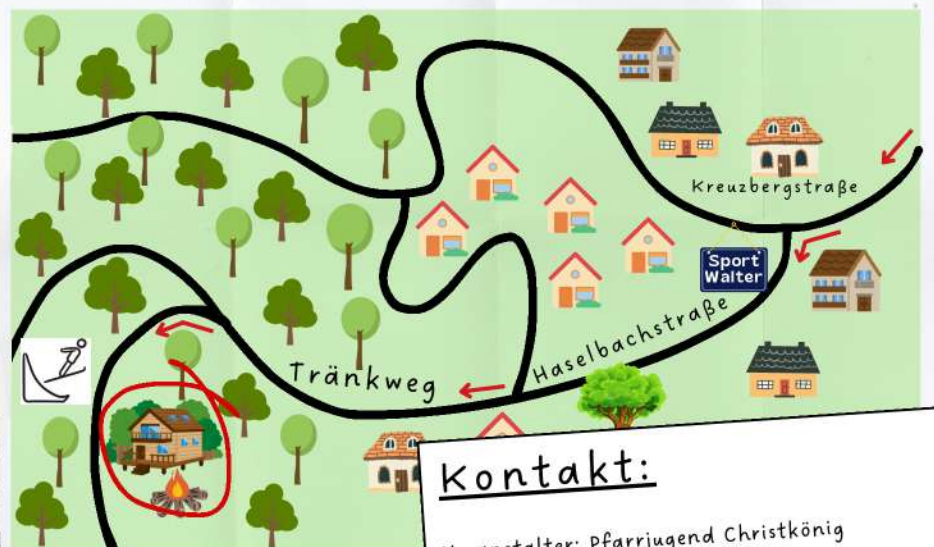 Kreuzbergstraße
Sport
Walter
Haselbachstraße
Tränkweg
Kontakt:
Pfarrjugend Christkönig